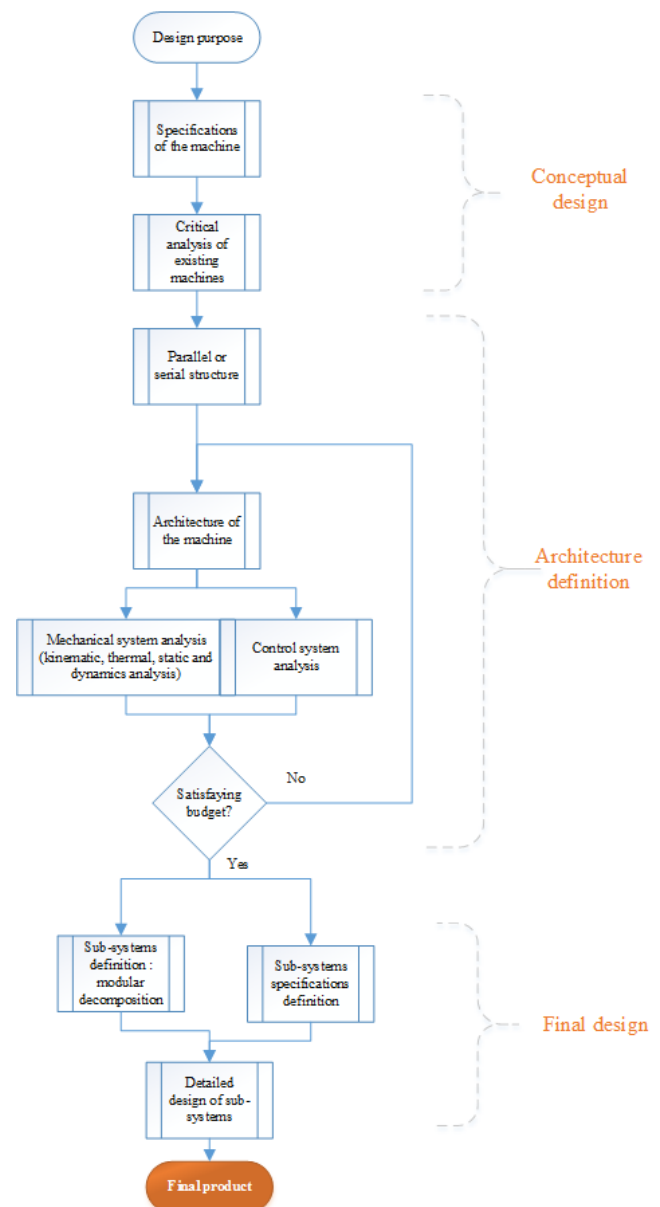 Design purpose
Specifications
of the machine
Conceptual
design
Critical
analysis of
existing
machines
Parallel or
serial structure
Architecture of
the machine
Architecture
definition
Mechanical system analysis
(kinematic, thermal, static and
dynamics analysis)
Control system
analysis
Satisfaying
budget?
No
Yes
Sub-systems
definition :
modular
decomposition
Sub-systems
specifications
definition
Final design
Detailed
design of sub-
systems
Final product